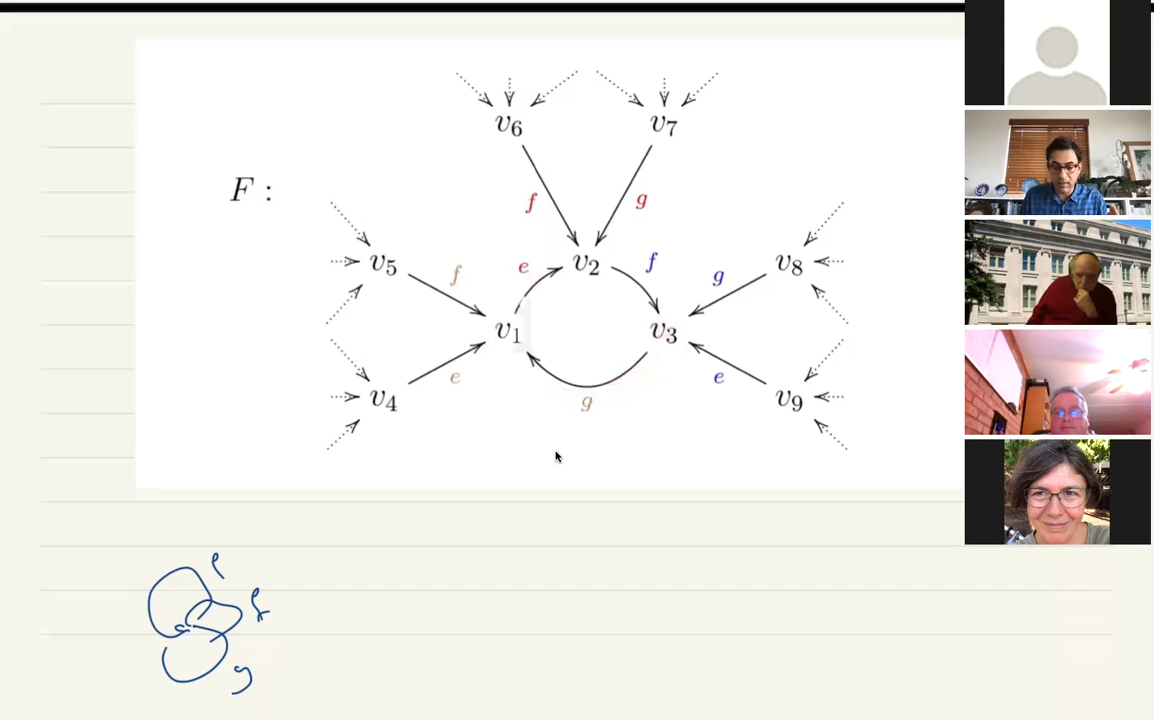 v6 v7
F :
f g
v5 f e v2 f g v8
v1 v3
v4 e g e v9
e
f
g